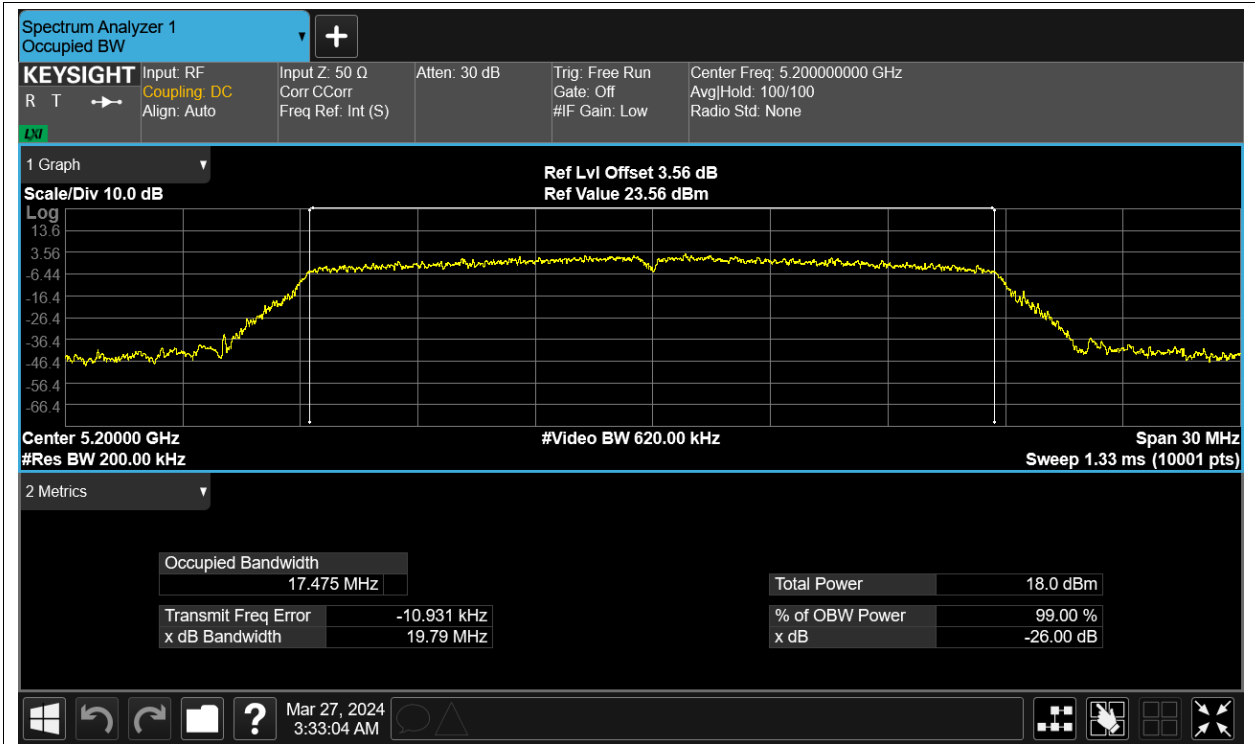 Spectrum Analyzer 1
Occupied BW
KEYSIGHT
R T
LXI
Input: RF
Coupling: DC
Align: Auto
Input Z: 50 Ω
Corr CCorr
Freq Ref: Int (S)
Atten: 30 dB
Trig: Free Run
Gate: Off
#IF Gain: Low
Center Freq: 5.200000000 GHz
Avg|Hold: 100/100
Radio Std: None
1 Graph
Scale/Div 10.0 dB
Ref Lvl Offset 3.56 dB
Ref Value 23.56 dBm
Log
13.6
3.56
-6.44
-16.4
-26.4
-36.4
-46.4
-56.4
-66.4
Center 5.20000 GHz
#Video BW 620.00 kHz
Span 30 MHz
#Res BW 200.00 kHz
Sweep 1.33 ms (10001 pts)
2 Metrics
Occupied Bandwidth
17.475 MHz
Total Power 18.0 dBm
Transmit Freq Error -10.931 kHz
% of OBW Power 99.00 %
x dB Bandwidth 19.79 MHz
x dB -26.00 dB
?
Mar 27, 2024
3:33:04 AM